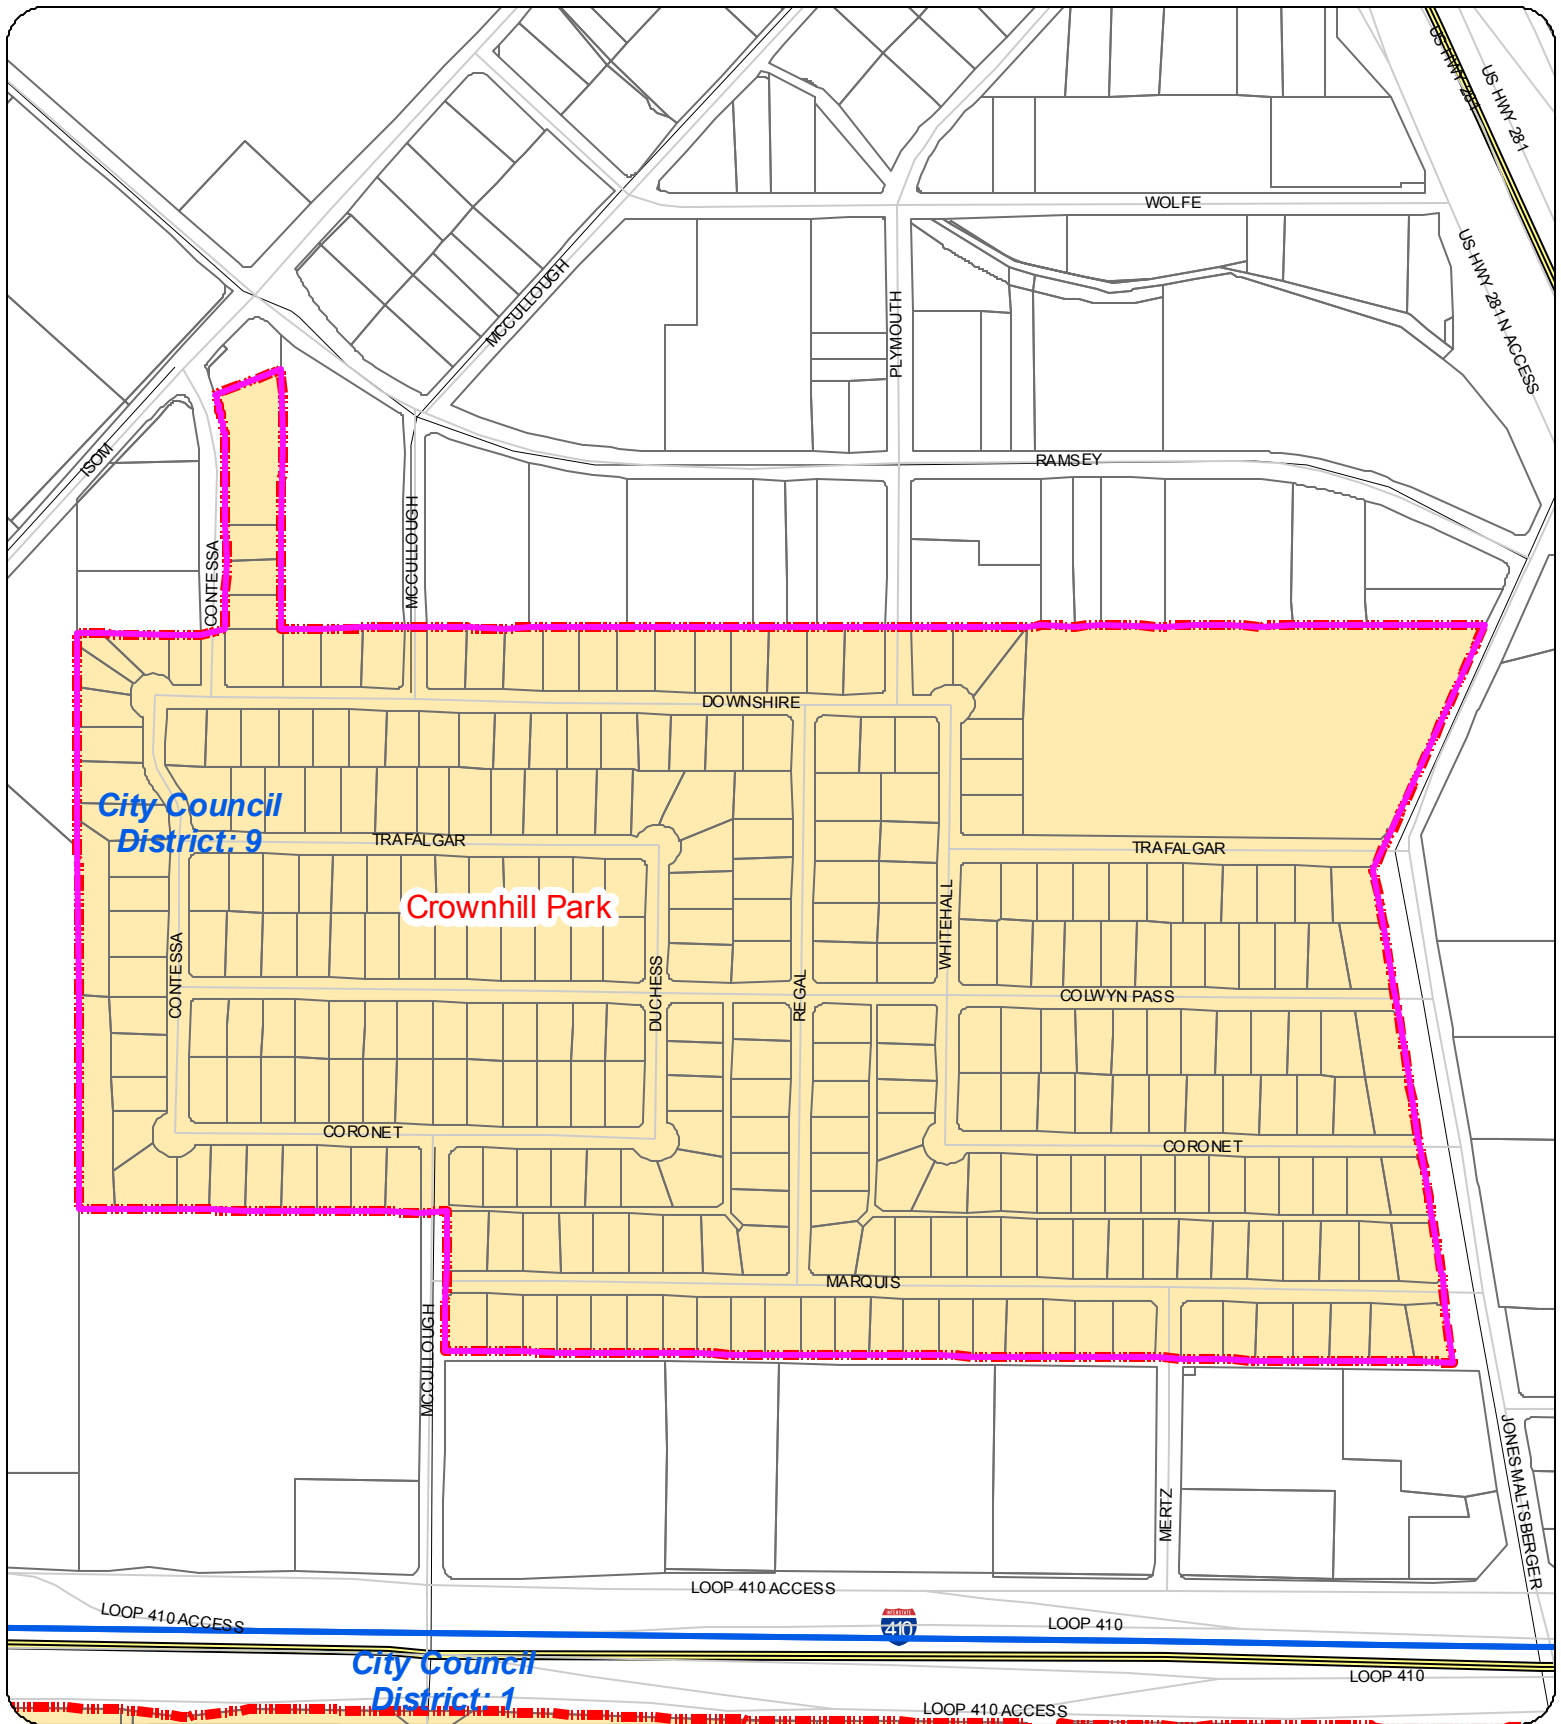 US HWY 281
US HWY 281
WOLFE
US HWY 281 N ACCESS
MCCULLOUGH
PLYMOUTH
ISOM
RAMSEY
CONTESSA
MCCULLOUGH
DOWNSHIRE
City Council
District: 9
TRAFALGAR
TRAFALGAR
Crownhill Park
WHITEHALL
CONTESSA
DUCHESS
REGAL
COLWYN PASS
CORONET
CORONET
MARQUIS
MCCULLOUGH
MERTZ
JONES MALTSBERGER
LOOP 410 ACCESS
LOOP 410 ACCESS
INTERSTATE
410
LOOP 410
City Council
District: 1
LOOP 410
LOOP 410 ACCESS